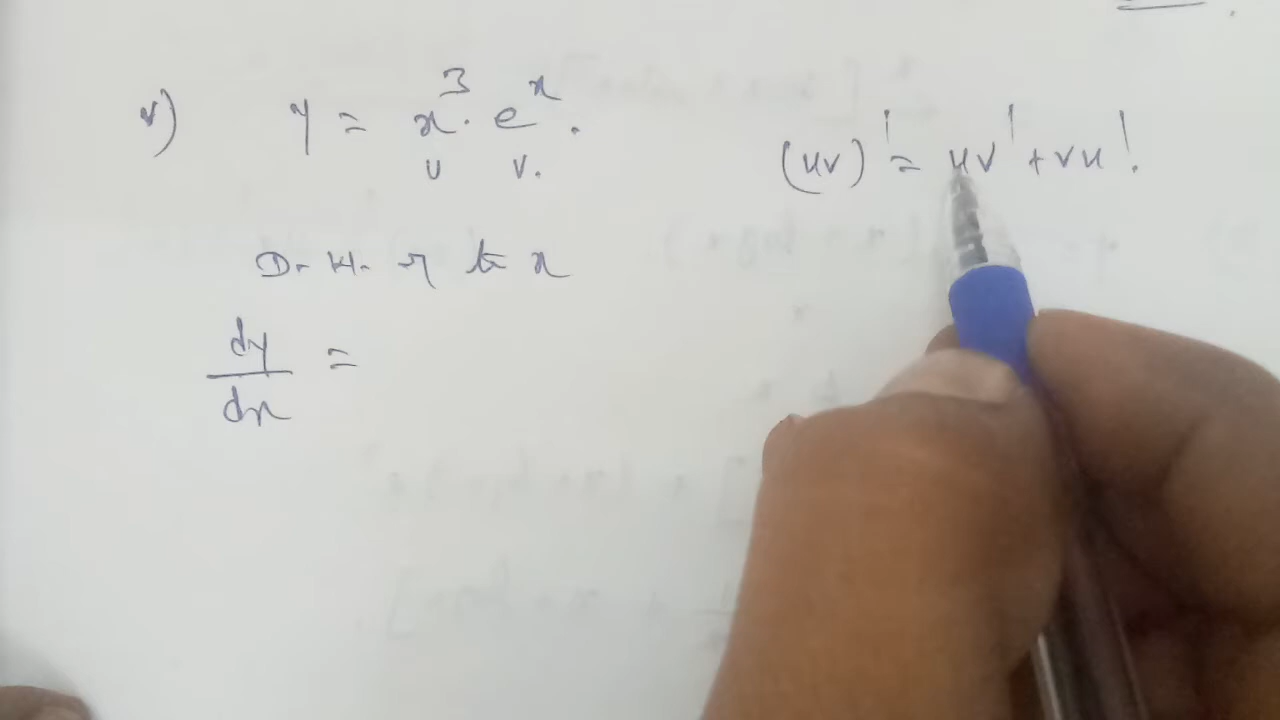 v) y = x³. eˣ.
u v.
(uv)' = uv' + vu'.
D. W. r to x
dy/dx =